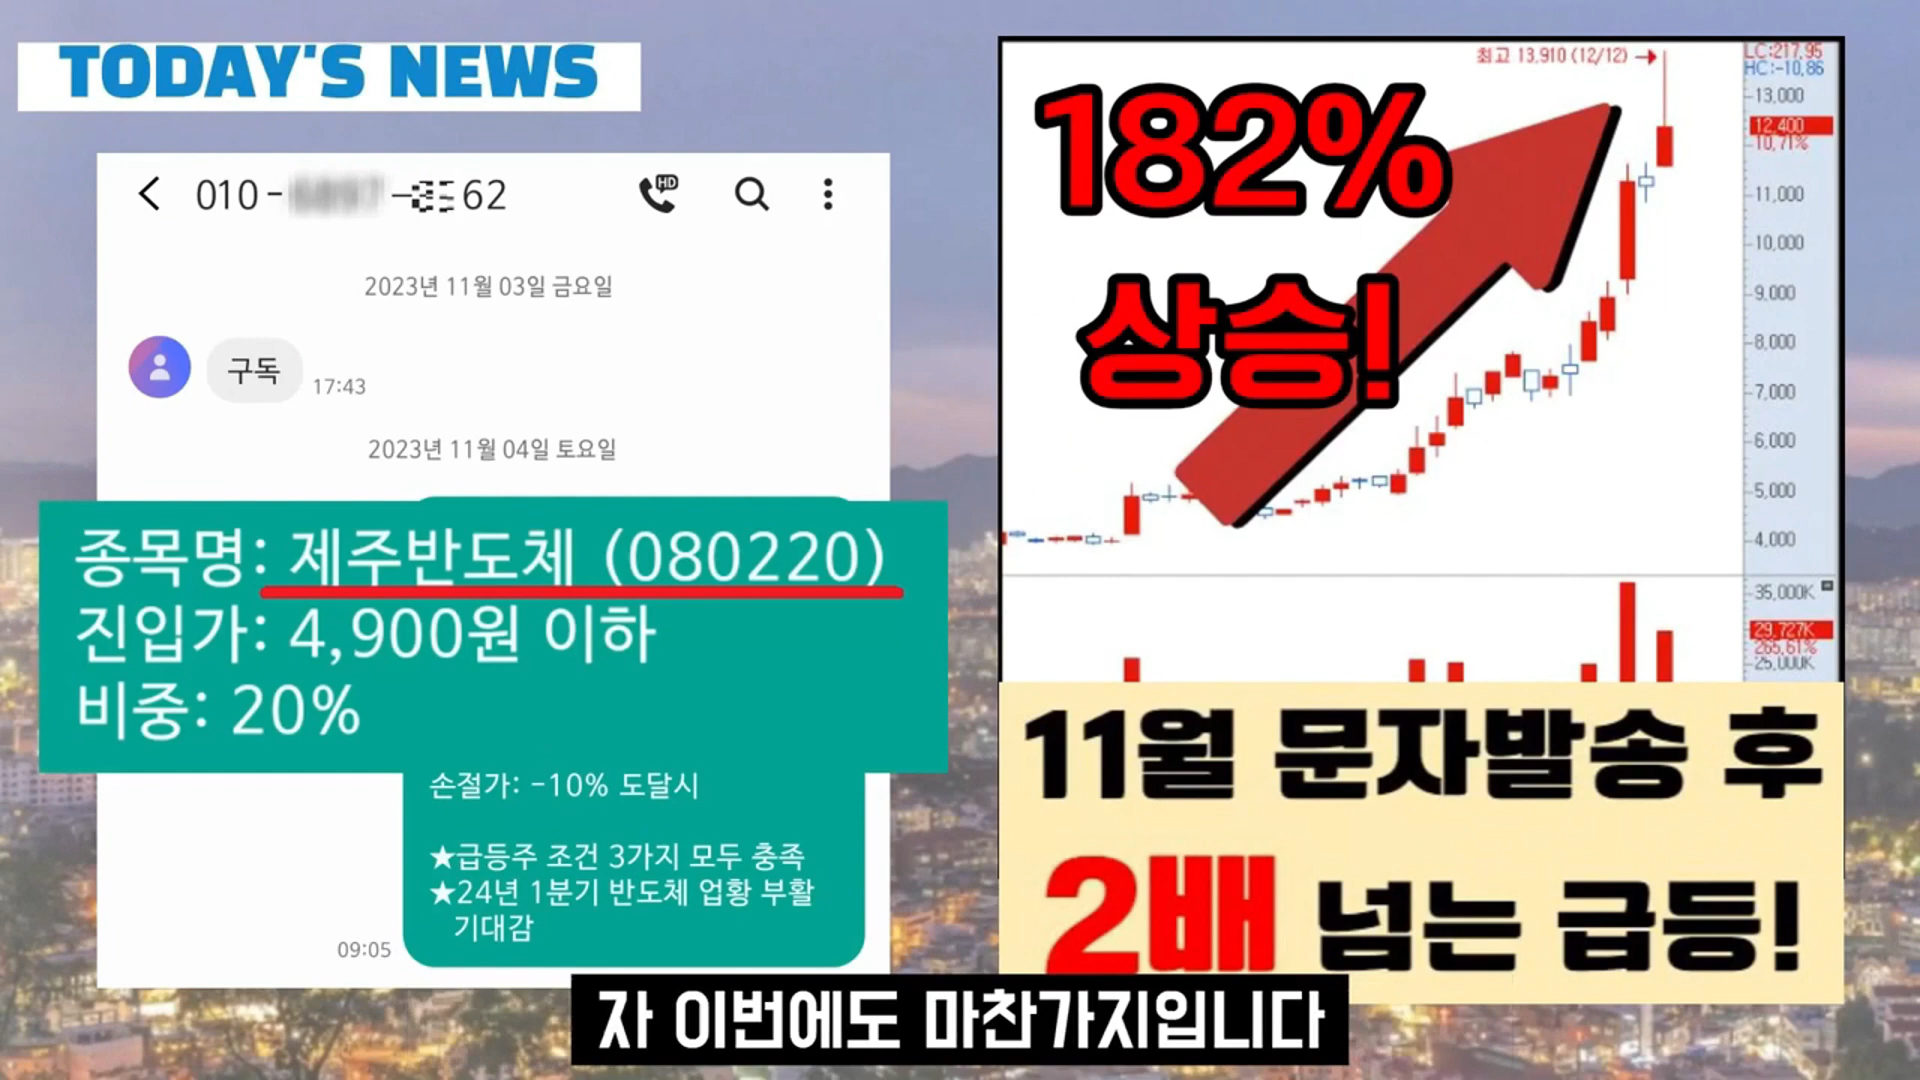 TODAY'S NEWS
62
2023년 11월 03일 금요일
구독
17:43
2023년 11월 04일 토요일
종목명: 제주반도체 (080220)
진입가: 4,900원 이하
비중: 20%
손절가: -10% 도달시
★급등주 조건 3가지 모두 충족
★24년 1분기 반도체 업황 부활
기대감
09:05
최고 13,910 (12/12)
LC:217,95
HC:-10,86
182%
상승!
13,000
12,400
10,71%
11,000
10,000
9,000
8,000
7,000
6,000
5,000
4,000
35,000K
29,727K
265,61%
25,000K
11월 문자발송 후
2배 넘는 급등!
자 이번에도 마찬가지입니다